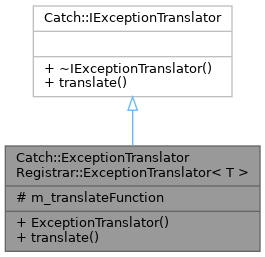 Catch::IExceptionTranslator
+ ~IExceptionTranslator()
+ translate()
Catch::ExceptionTranslator
Registrar::ExceptionTranslator< T >
# m_translateFunction
+ ExceptionTranslator()
+ translate()